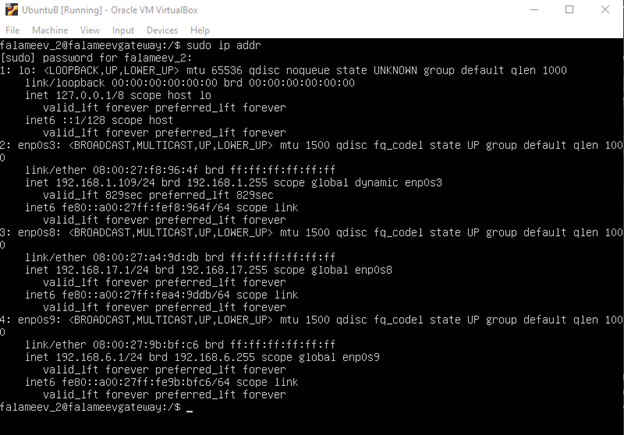 UbuntuB [Running] - Oracle VM VirtualBox
File Machine View Input Devices Help
falameev_2@falameevgateway:/$ sudo ip addr
[sudo] password for falameev_2:
1: lo: <LOOPBACK,UP,LOWER_UP> mtu 65536 qdisc noqueue state UNKNOWN group default qlen 1000
    link/loopback 00:00:00:00:00:00 brd 00:00:00:00:00:00
    inet 127.0.0.1/8 scope host lo
       valid_lft forever preferred_lft forever
    inet6 ::1/128 scope host
       valid_lft forever preferred_lft forever
2: enp0s3: <BROADCAST,MULTICAST,UP,LOWER_UP> mtu 1500 qdisc fq_codel state UP group default qlen 100
0
    link/ether 08:00:27:f8:96:4f brd ff:ff:ff:ff:ff:ff
    inet 192.168.1.109/24 brd 192.168.1.255 scope global dynamic enp0s3
       valid_lft 829sec preferred_lft 829sec
    inet6 fe80::a00:27ff:fef8:964f/64 scope link
       valid_lft forever preferred_lft forever
3: enp0s8: <BROADCAST,MULTICAST,UP,LOWER_UP> mtu 1500 qdisc fq_codel state UP group default qlen 100
0
    link/ether 08:00:27:a4:9d:db brd ff:ff:ff:ff:ff:ff
    inet 192.168.17.1/24 brd 192.168.17.255 scope global enp0s8
       valid_lft forever preferred_lft forever
    inet6 fe80::a00:27ff:fea4:9ddb/64 scope link
       valid_lft forever preferred_lft forever
4: enp0s9: <BROADCAST,MULTICAST,UP,LOWER_UP> mtu 1500 qdisc fq_codel state UP group default qlen 100
0
    link/ether 08:00:27:9b:bf:c6 brd ff:ff:ff:ff:ff:ff
    inet 192.168.6.1/24 brd 192.168.6.255 scope global enp0s9
       valid_lft forever preferred_lft forever
    inet6 fe80::a00:27ff:fe9b:bfc6/64 scope link
       valid_lft forever preferred_lft forever
falameev_2@falameevgateway:/$ _